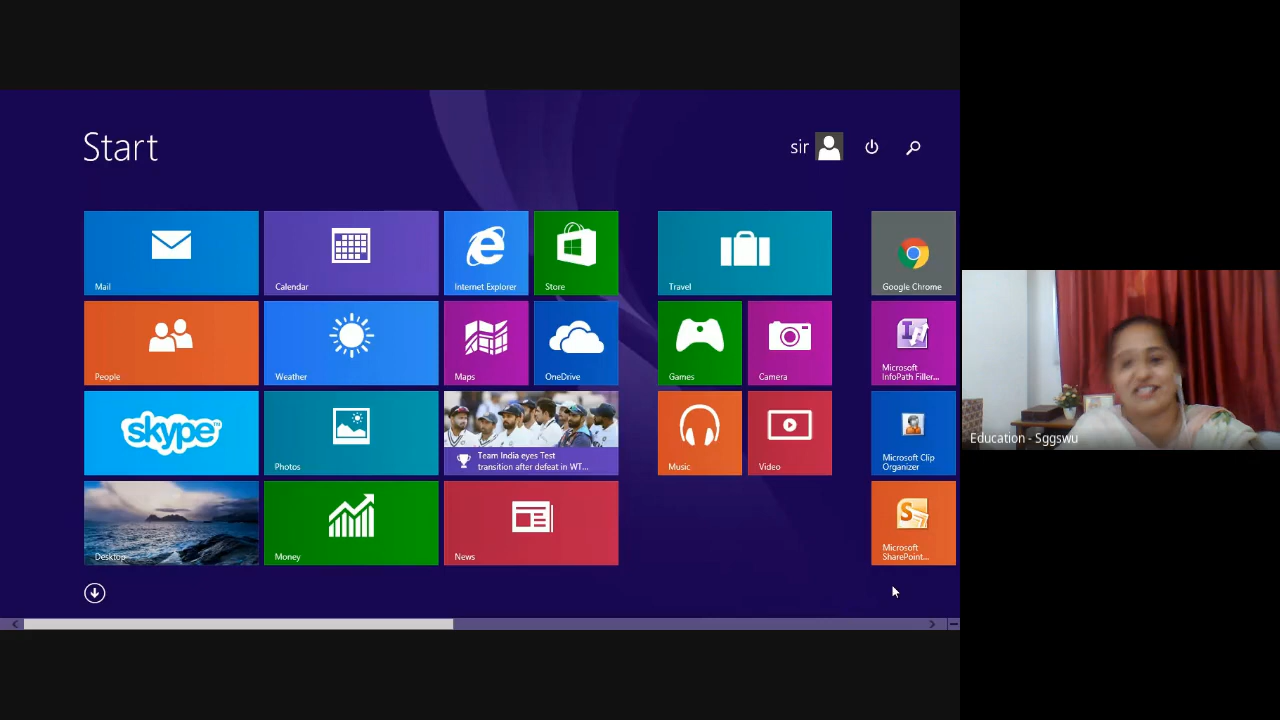 Start
sir
Mail
Calendar
Internet Explorer
Store
Travel
Google Chrome
People
Weather
Maps
OneDrive
Games
Camera
Microsoft
InfoPath Filler...
skype™
Photos
Team India eyes Test
transition after defeat in WT...
Music
Video
Microsoft Clip
Organizer
Desktop
Money
News
Microsoft
SharePoint...
Education - Sggswu